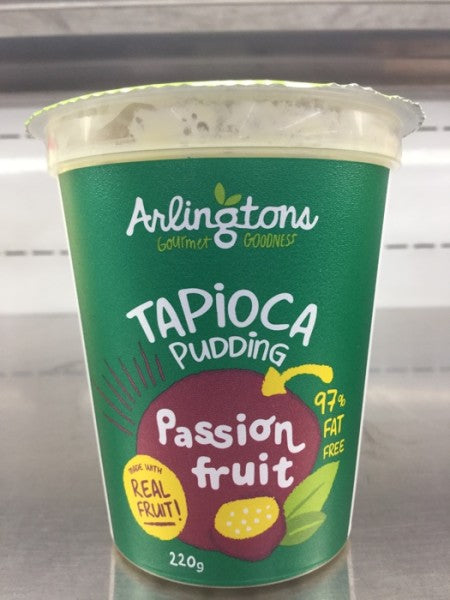 Arlingtons
Gourmet GOODNESS
TAPiOCA
PUDDiNG
97%
FAT
FREE
Passion
fruit
MADE WITH
REAL
FRUIT!
220g